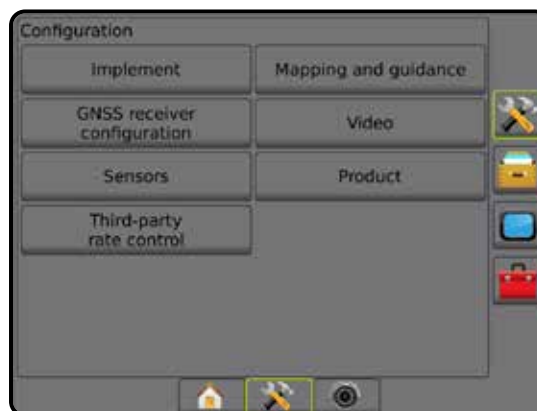 Configuration
Implement
Mapping and guidance
GNSS receiver
configuration
Video
Sensors
Product
Third-party
rate control